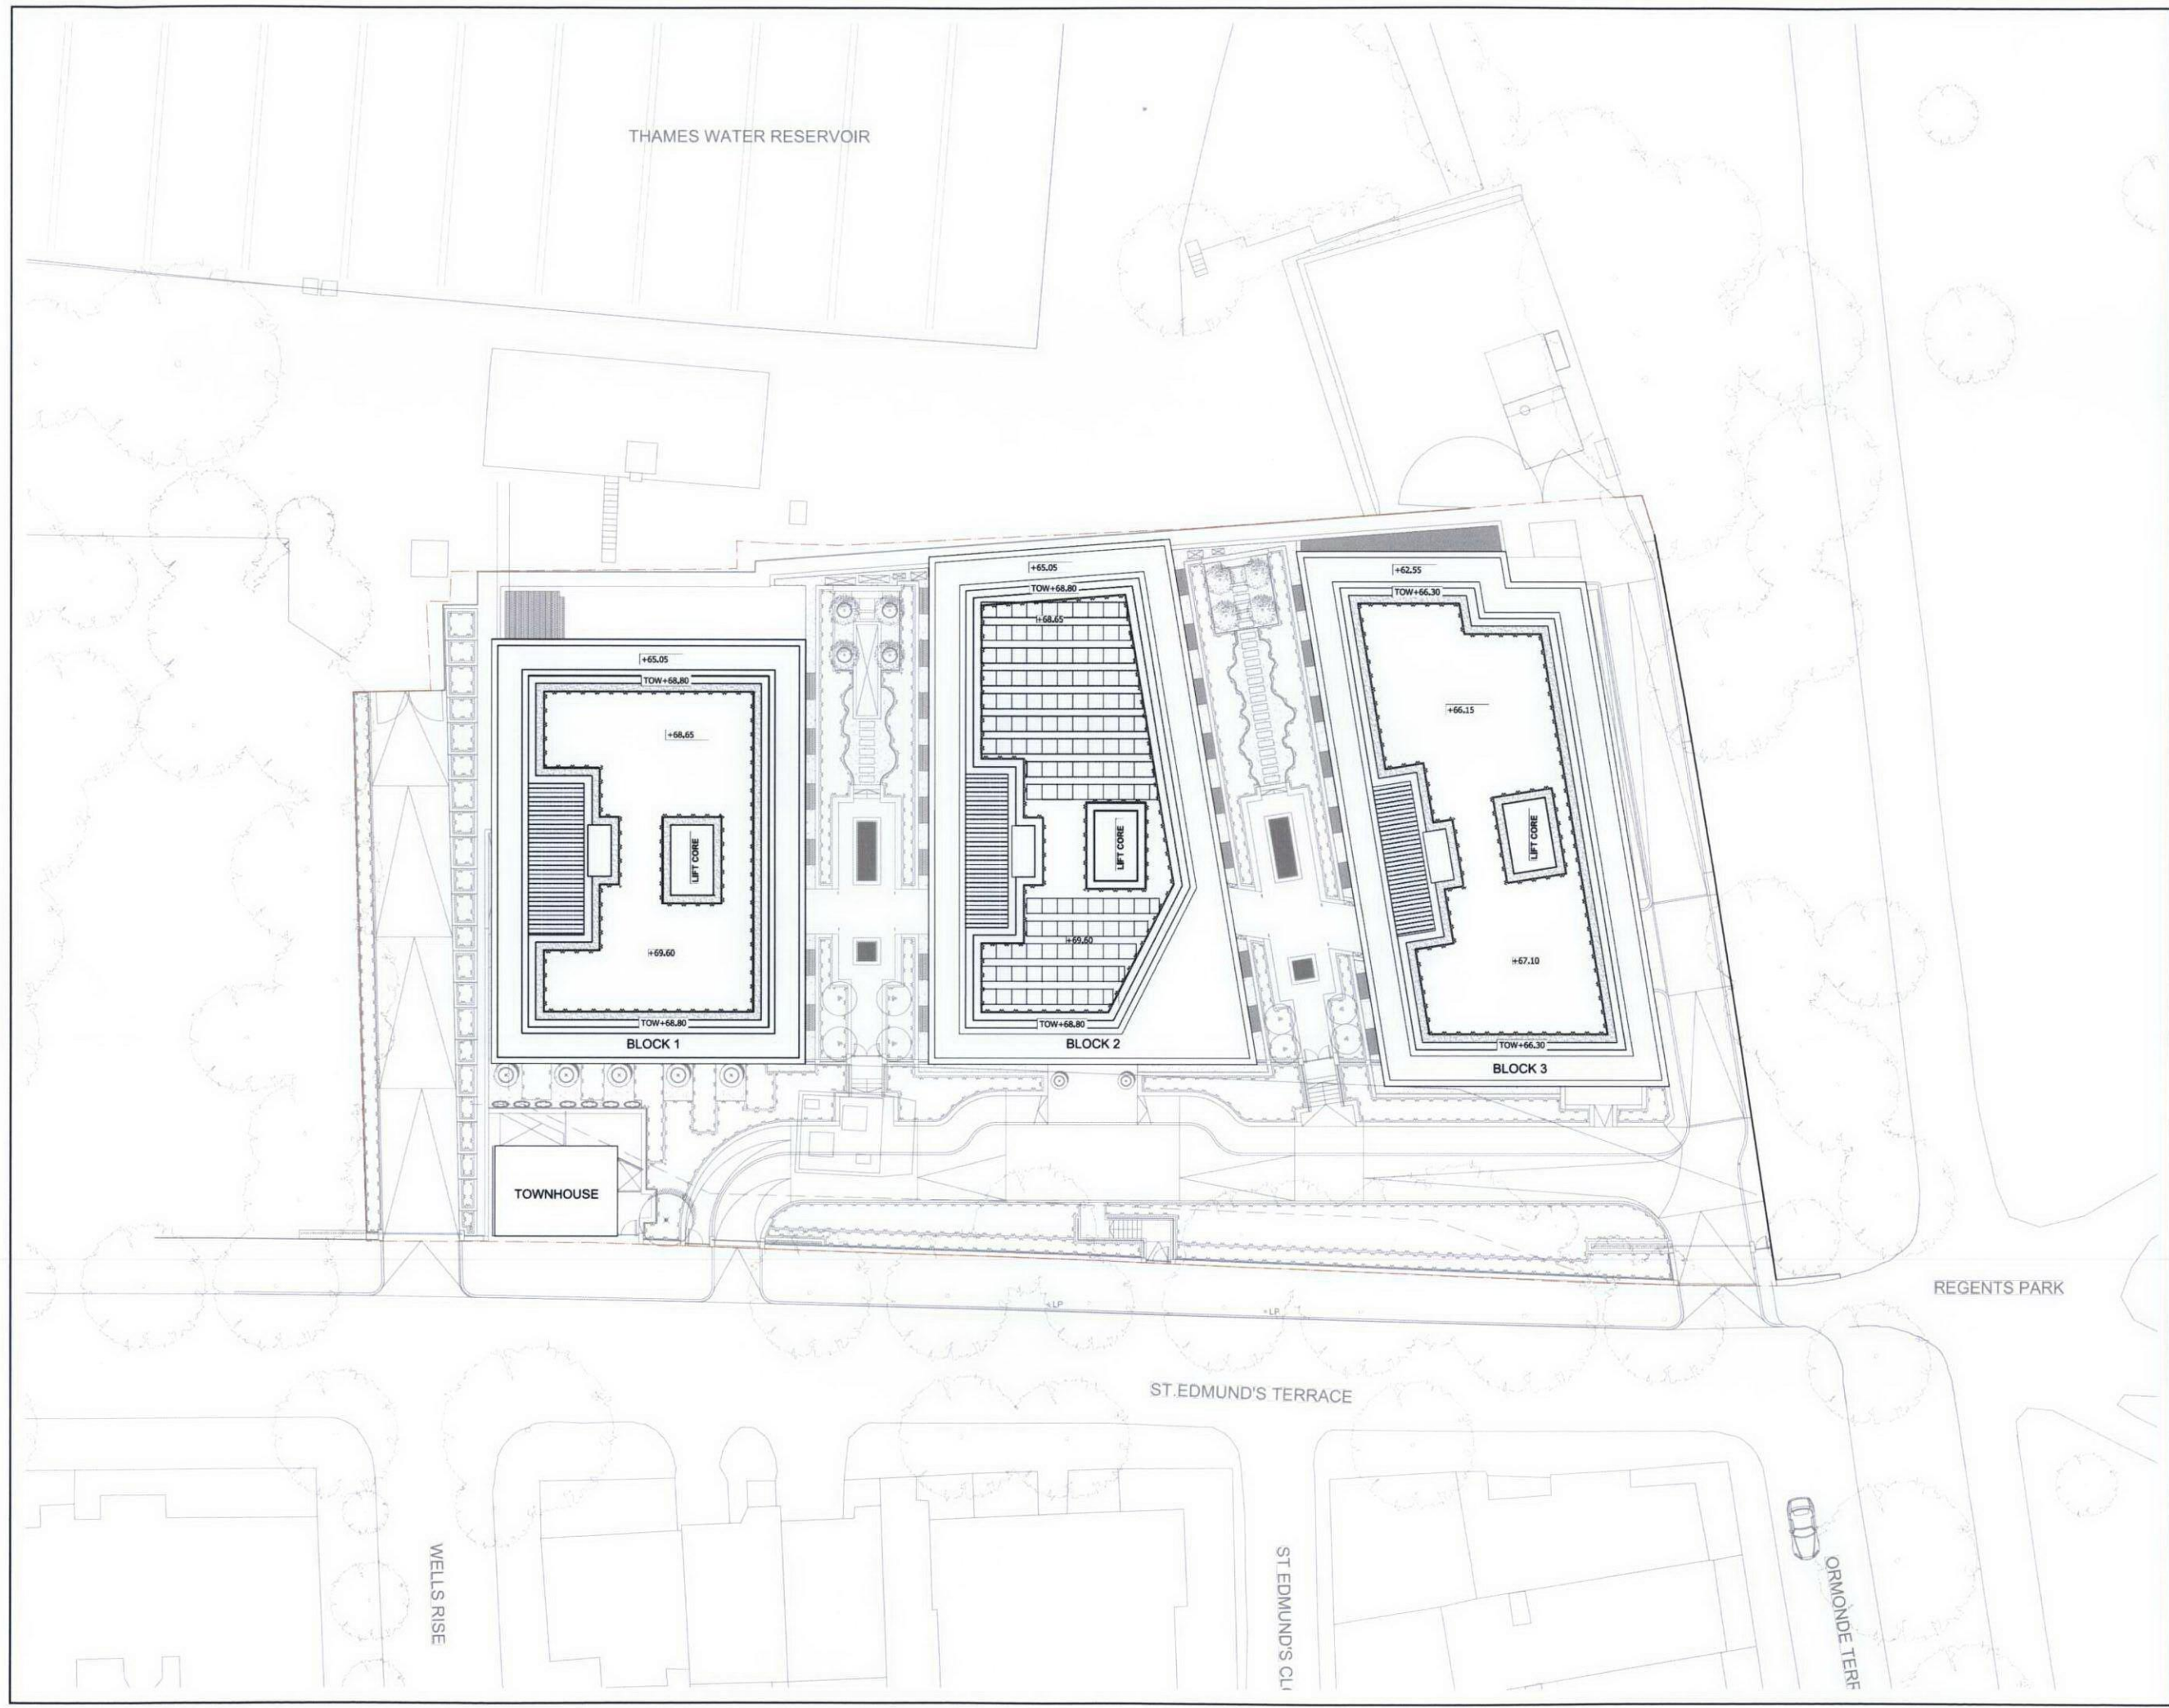 THAMES WATER RESERVOIR
+65.05
TOW+68.80
+68.65
LIFT CORE
+69.60
TOW+68.80
BLOCK 1
+65.05
TOW+68.80
+68.65
LIFT CORE
+69.60
TOW+68.80
BLOCK 2
+62.55
TOW+66.30
+66.15
LIFT CORE
+67.10
TOW+66.30
BLOCK 3
TOWNHOUSE
REGENTS PARK
LP
LP
ST.EDMUND'S TERRACE
WELLS RISE
ST EDMUND'S CL
ORMONDE TERR